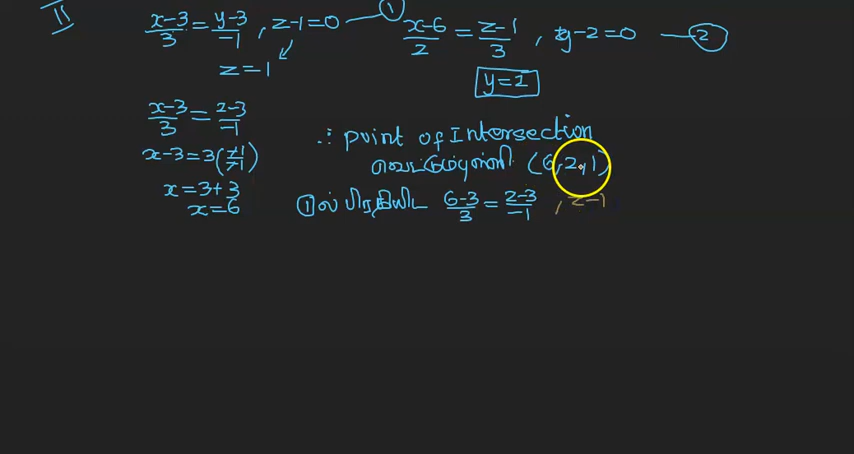 II
(x-3)/3 = (y-3)/-1 , z-1=0 — ①
(x-6)/2 = (z-1)/3 , y-2=0 — ②
z=1
y=2
(x-3)/3 = (2-3)/-1
∴ point of Intersection
x-3=3(-1/-1)
(6,2,1)
x=3+3
x=6
① ல் பிரதியிட (6-3)/3 = (2-3)/-1 , z-1